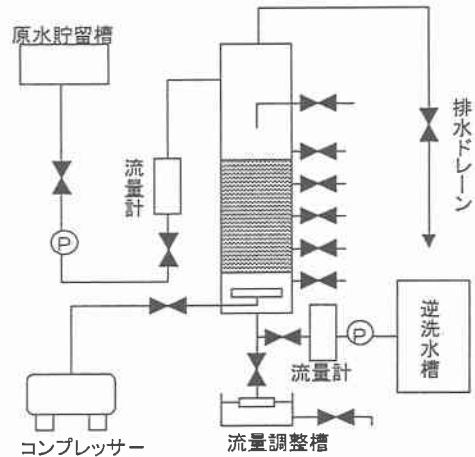 原水貯留槽
流量計
P
排水ドレーン
P
逆洗水槽
流量計
コンプレッサー
流量調整槽